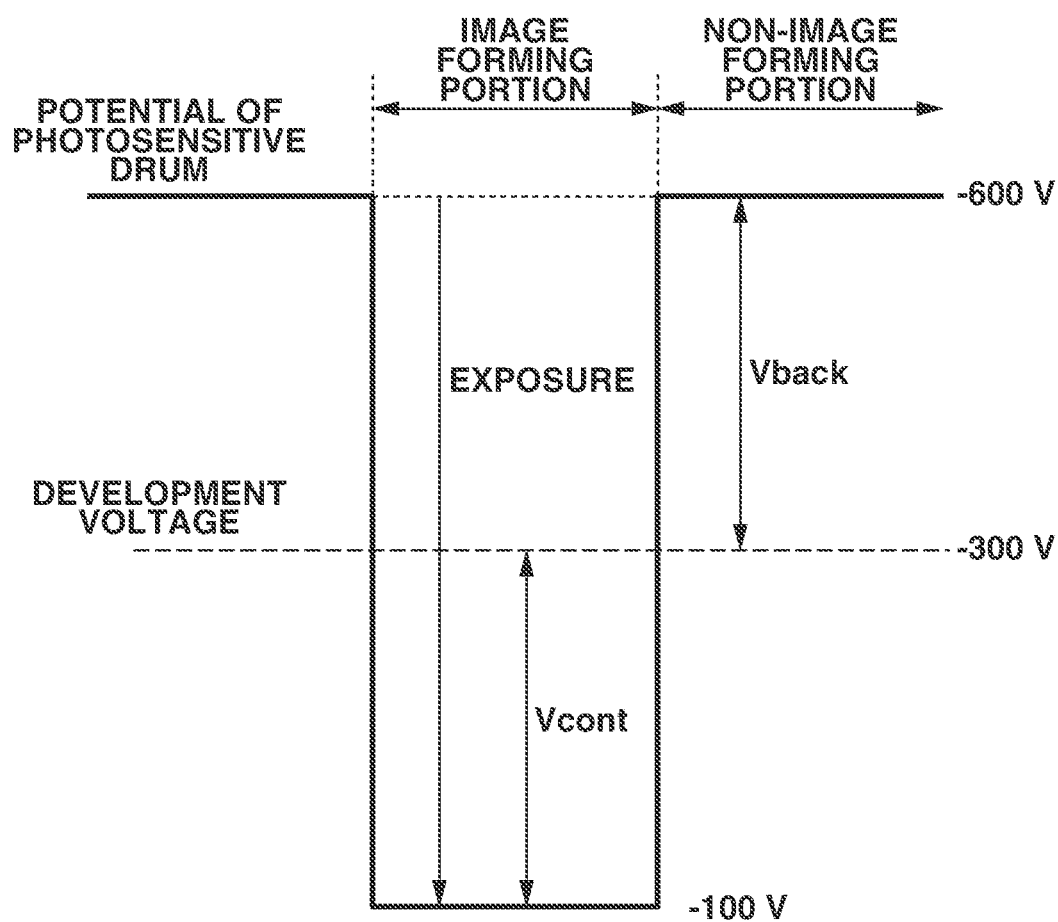 IMAGE
FORMING
PORTION
NON-IMAGE
FORMING
PORTION
POTENTIAL OF
PHOTOSENSITIVE
DRUM
-600 V
EXPOSURE
Vback
DEVELOPMENT
VOLTAGE
-300 V
Vcont
-100 V